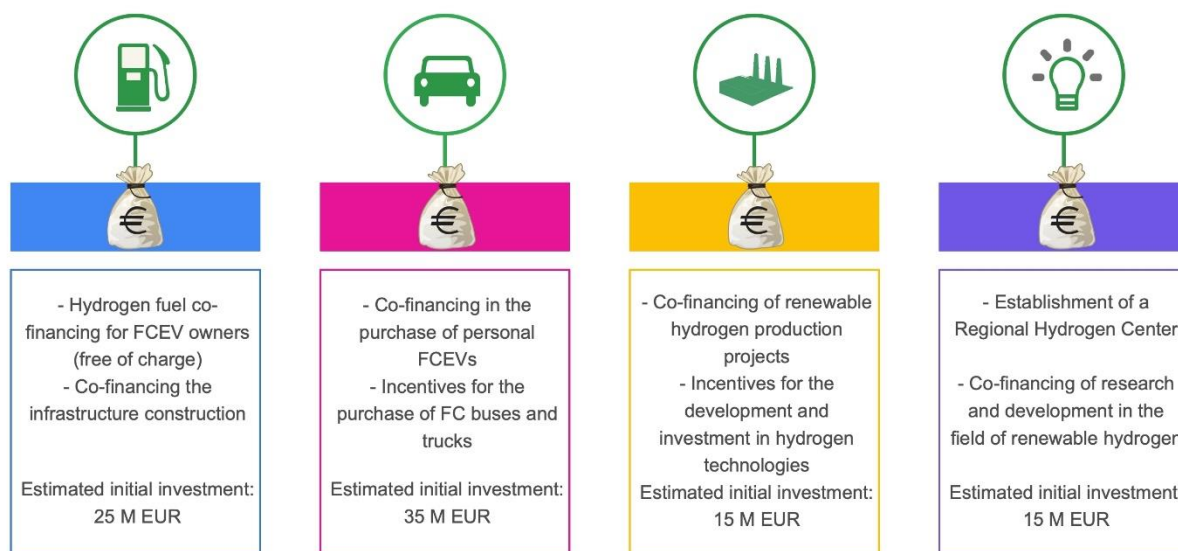 €
€
€
€
- Hydrogen fuel co-
financing for FCEV owners
(free of charge)
- Co-financing the
infrastructure construction
Estimated initial investment:
25 M EUR
- Co-financing in the
purchase of personal
FCEVs
- Incentives for the
purchase of FC buses and
trucks
Estimated initial investment:
35 M EUR
- Co-financing of renewable
hydrogen production
projects
- Incentives for the
development and
investment in hydrogen
technologies
Estimated initial investment:
15 M EUR
- Establishment of a
Regional Hydrogen Center
- Co-financing of research
and development in the
field of renewable hydrogen
Estimated initial investment:
15 M EUR